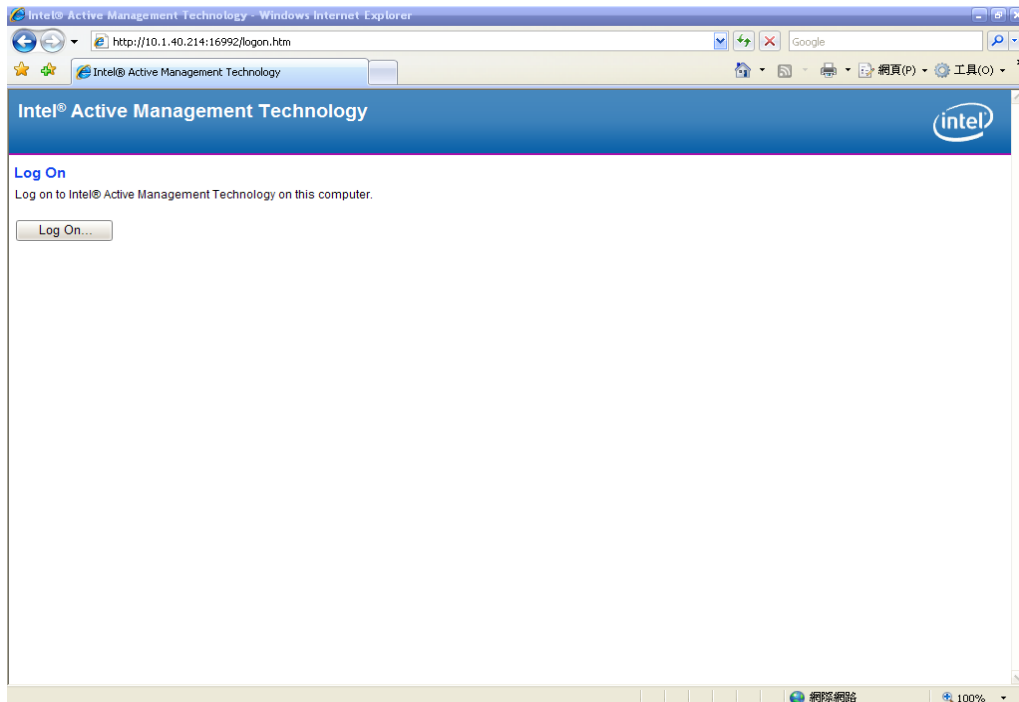 Intel® Active Management Technology - Windows Internet Explorer
http://10.1.40.214:16992/logon.htm
Google
Intel® Active Management Technology
網頁(P)
工具(O)
Intel® Active Management Technology
intel
Log On
Log on to Intel® Active Management Technology on this computer.
Log On...
網際網路
100%